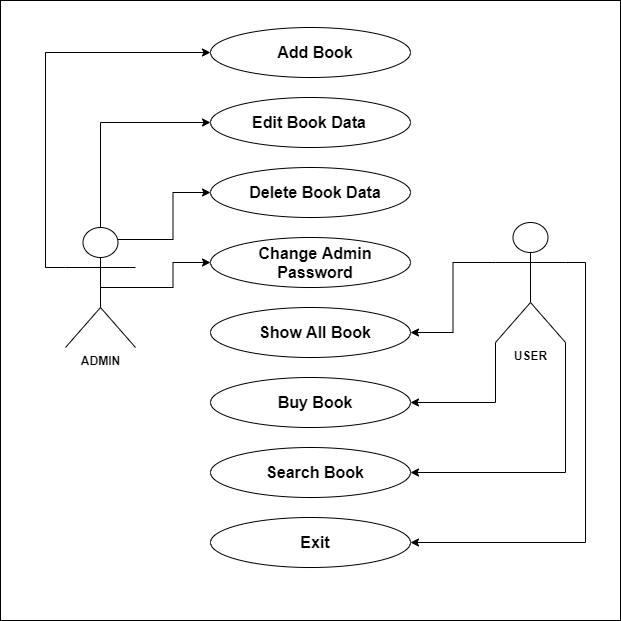 Add Book
Edit Book Data
Delete Book Data
Change Admin
Password
Show All Book
ADMIN
USER
Buy Book
Search Book
Exit